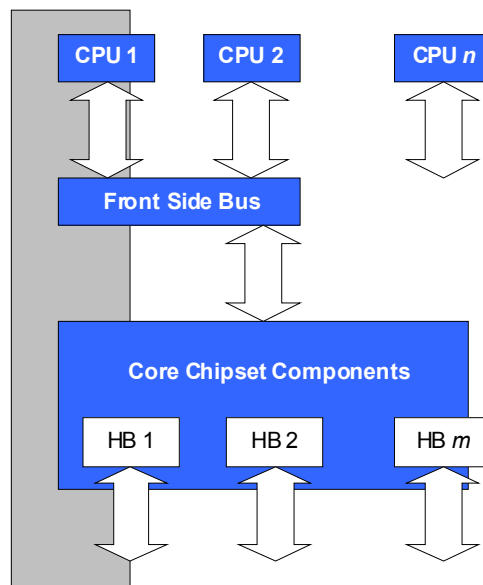 CPU 1
CPU 2
CPU n
Front Side Bus
Core Chipset Components
HB 1
HB 2
HB m